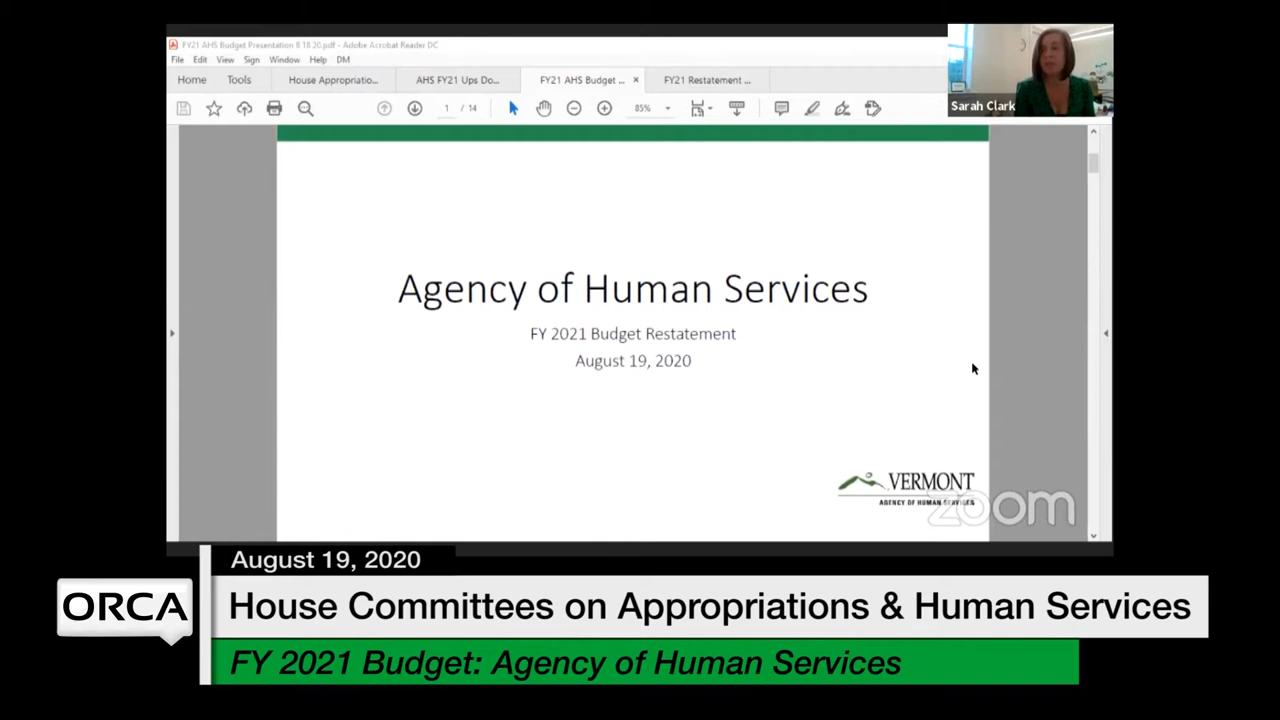 FY21 AHS Budget Presentation 8 18 20.pdf - Adobe Acrobat Reader DC
File Edit View Sign Window Help DM
Home Tools House Appropriatio... AHS FY21 Ups Do... FY21 AHS Budget ... × FY21 Restatement ...
1 / 14 85%
Sarah Clark
Agency of Human Services
FY 2021 Budget Restatement
August 19, 2020
VERMONT
AGENCY OF HUMAN SERVICES
zoom
August 19, 2020
ORCA
House Committees on Appropriations & Human Services
FY 2021 Budget: Agency of Human Services